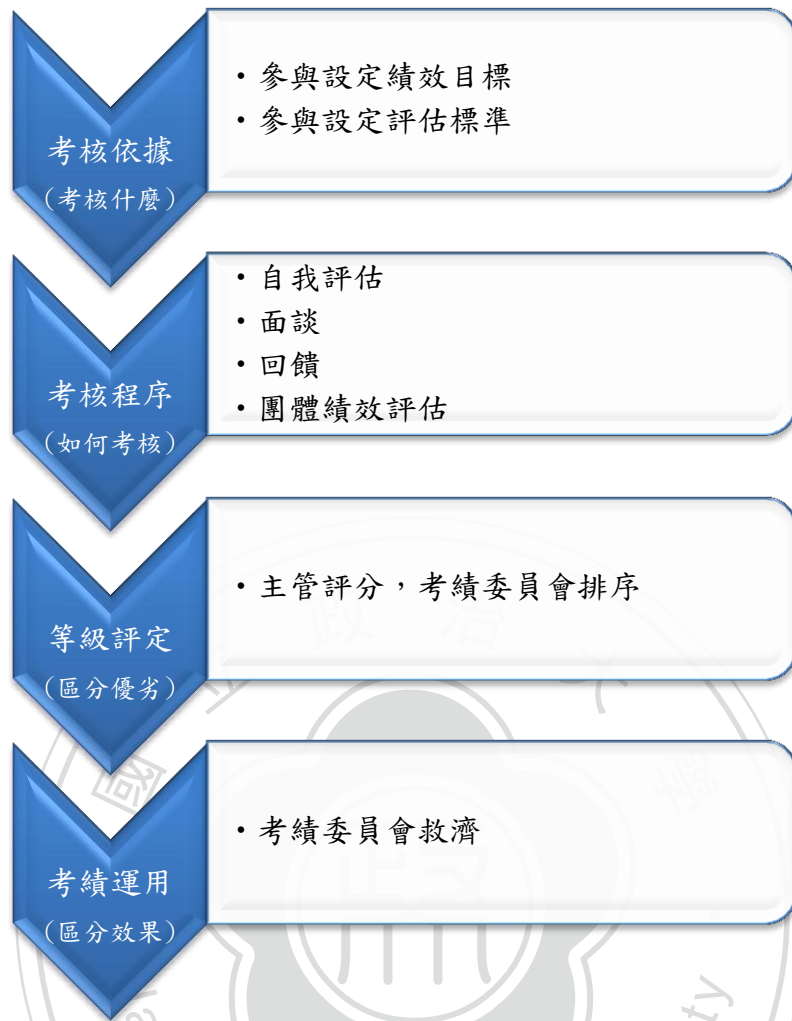 考核依據
(考核什麼)
・參與設定績效目標
・參與設定評估標準
考核程序
(如何考核)
・自我評估
・面談
・回饋
・團體績效評估
等級評定
(區分優劣)
・主管評分，考績委員會排序
考績運用
(區分效果)
・考績委員會救濟
政治大